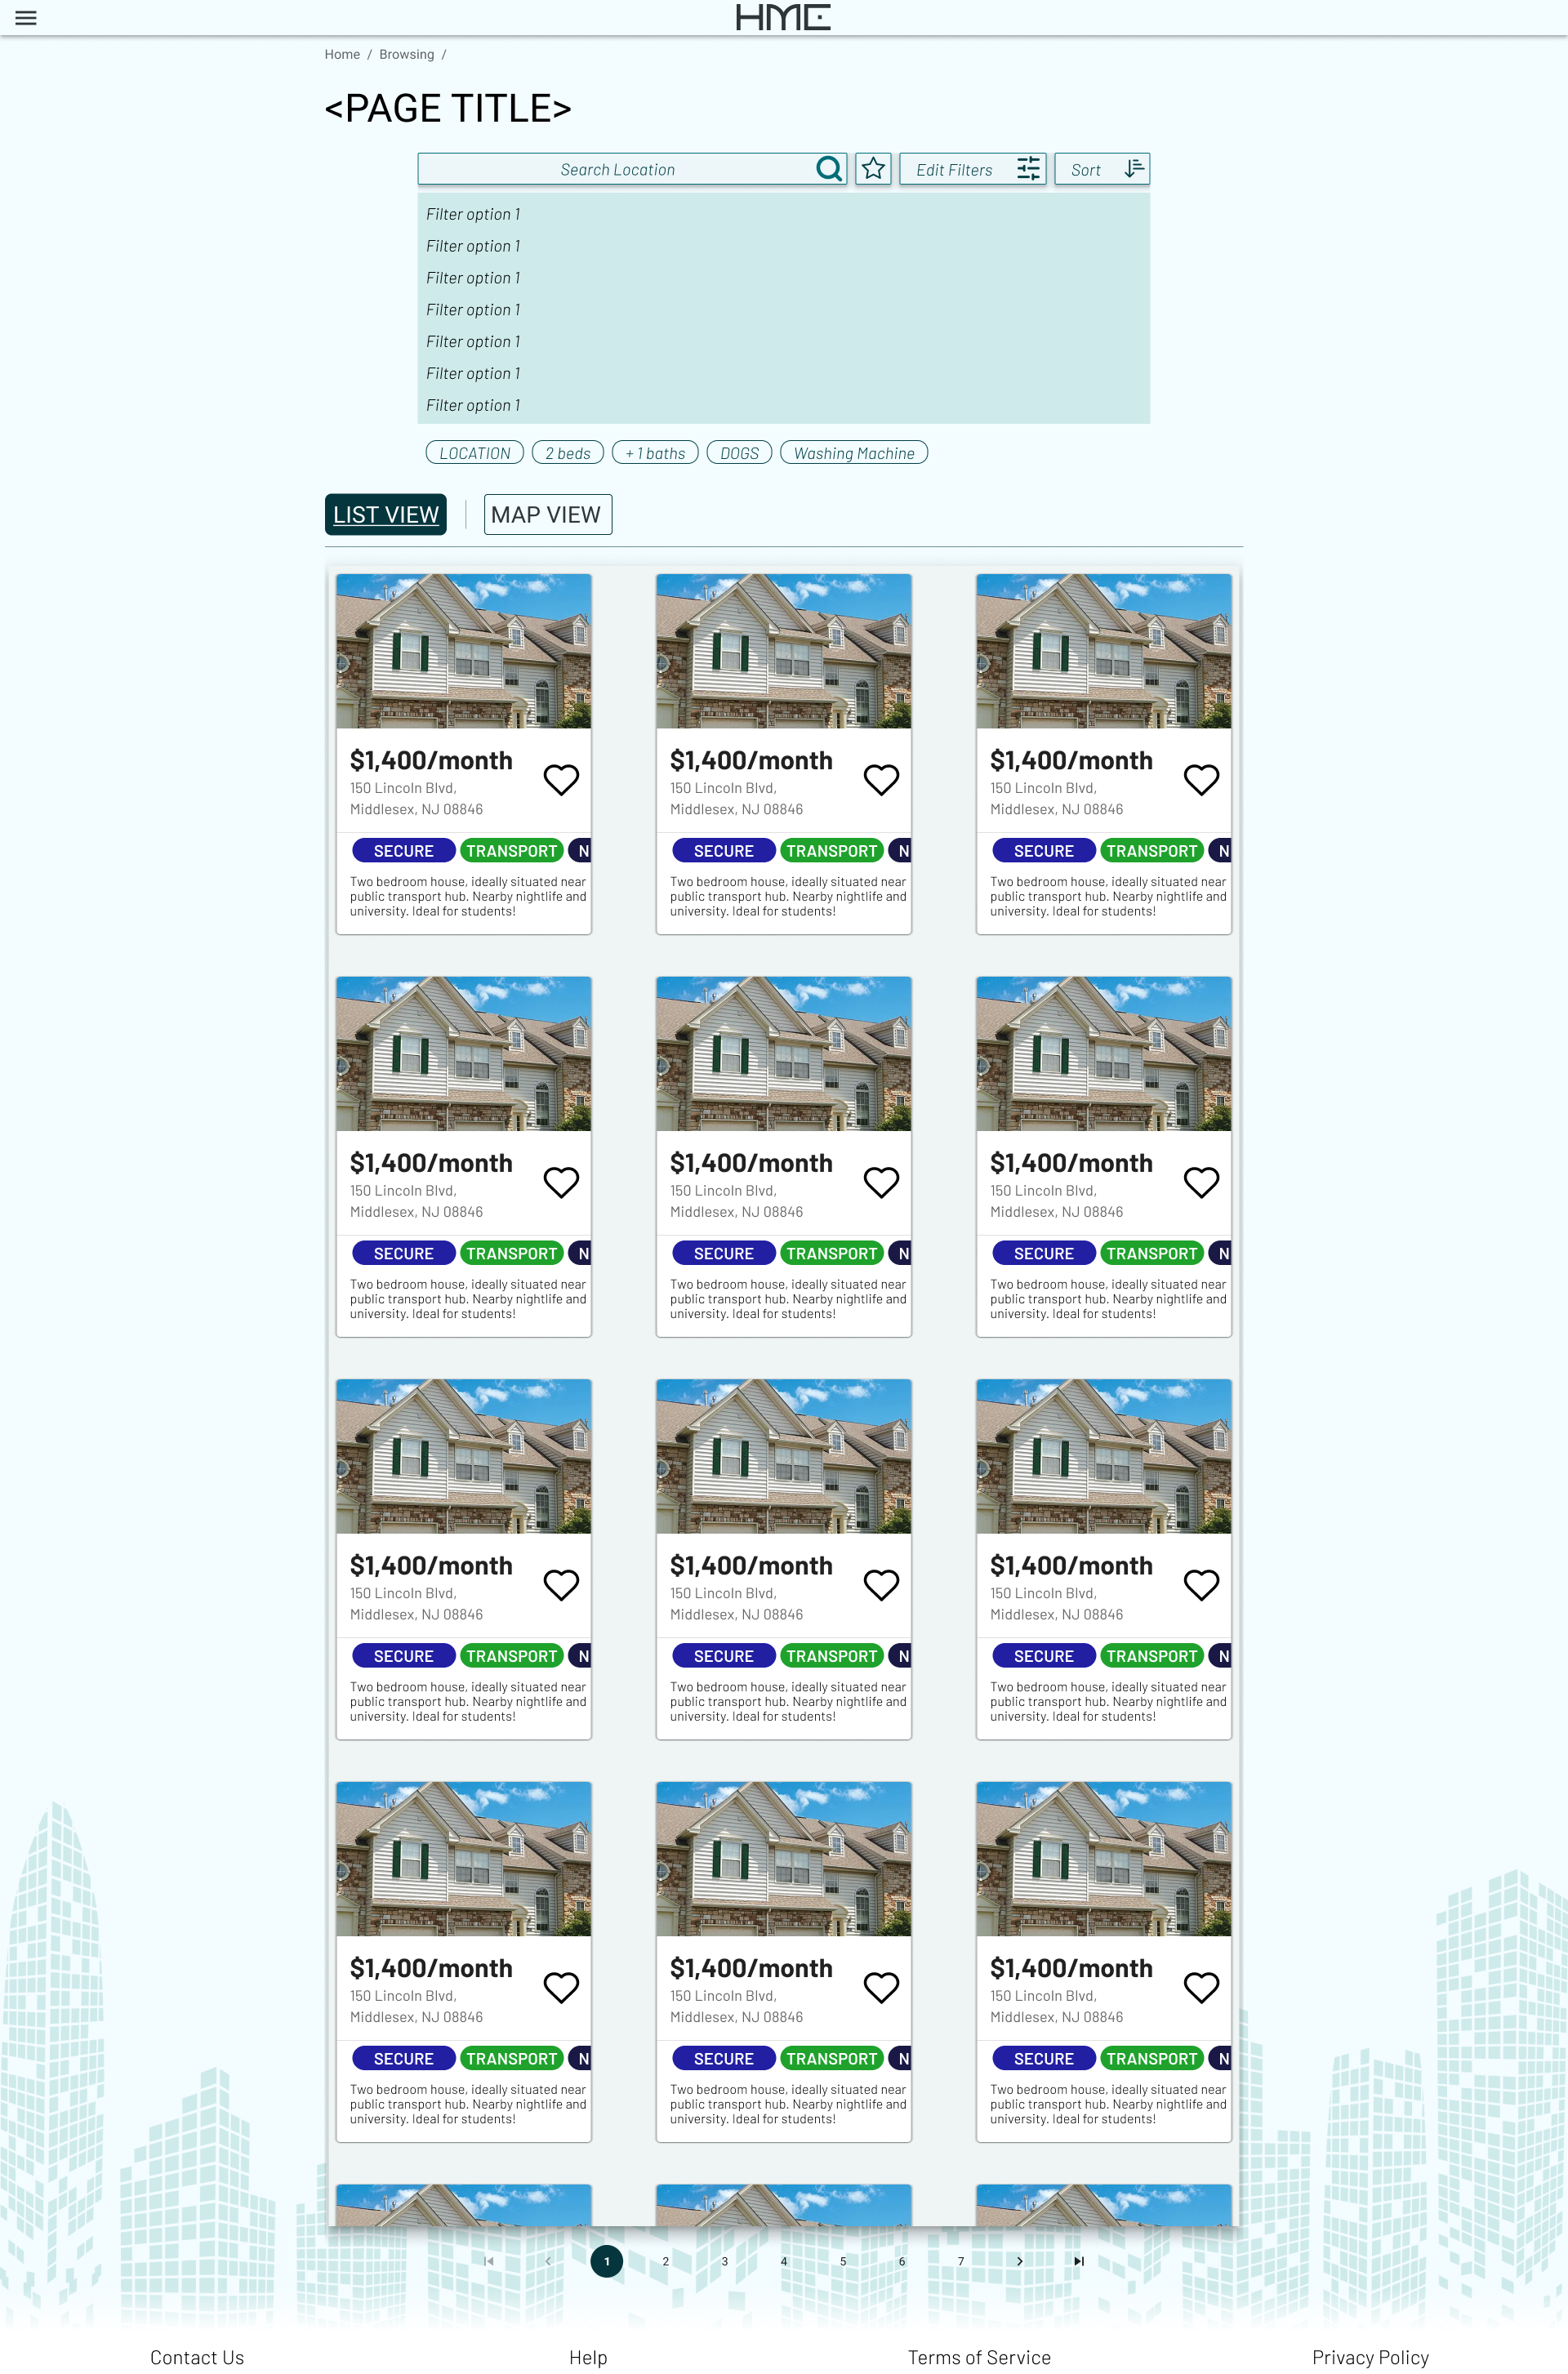 HME
Home / Browsing /
<PAGE TITLE>
Search Location
Edit Filters
Sort
Filter option 1
Filter option 1
Filter option 1
Filter option 1
Filter option 1
Filter option 1
Filter option 1
LOCATION 2 beds + 1 baths DOGS Washing Machine
LIST VIEW MAP VIEW
$1,400/month
150 Lincoln Blvd,
Middlesex, NJ 08846
SECURE TRANSPORT N
Two bedroom house, ideally situated near
public transport hub. Nearby nightlife and
university. Ideal for students!
$1,400/month
150 Lincoln Blvd,
Middlesex, NJ 08846
SECURE TRANSPORT N
Two bedroom house, ideally situated near
public transport hub. Nearby nightlife and
university. Ideal for students!
$1,400/month
150 Lincoln Blvd,
Middlesex, NJ 08846
SECURE TRANSPORT N
Two bedroom house, ideally situated near
public transport hub. Nearby nightlife and
university. Ideal for students!
$1,400/month
150 Lincoln Blvd,
Middlesex, NJ 08846
SECURE TRANSPORT N
Two bedroom house, ideally situated near
public transport hub. Nearby nightlife and
university. Ideal for students!
$1,400/month
150 Lincoln Blvd,
Middlesex, NJ 08846
SECURE TRANSPORT N
Two bedroom house, ideally situated near
public transport hub. Nearby nightlife and
university. Ideal for students!
$1,400/month
150 Lincoln Blvd,
Middlesex, NJ 08846
SECURE TRANSPORT N
Two bedroom house, ideally situated near
public transport hub. Nearby nightlife and
university. Ideal for students!
$1,400/month
150 Lincoln Blvd,
Middlesex, NJ 08846
SECURE TRANSPORT N
Two bedroom house, ideally situated near
public transport hub. Nearby nightlife and
university. Ideal for students!
$1,400/month
150 Lincoln Blvd,
Middlesex, NJ 08846
SECURE TRANSPORT N
Two bedroom house, ideally situated near
public transport hub. Nearby nightlife and
university. Ideal for students!
$1,400/month
150 Lincoln Blvd,
Middlesex, NJ 08846
SECURE TRANSPORT N
Two bedroom house, ideally situated near
public transport hub. Nearby nightlife and
university. Ideal for students!
$1,400/month
150 Lincoln Blvd,
Middlesex, NJ 08846
SECURE TRANSPORT N
Two bedroom house, ideally situated near
public transport hub. Nearby nightlife and
university. Ideal for students!
$1,400/month
150 Lincoln Blvd,
Middlesex, NJ 08846
SECURE TRANSPORT N
Two bedroom house, ideally situated near
public transport hub. Nearby nightlife and
university. Ideal for students!
$1,400/month
150 Lincoln Blvd,
Middlesex, NJ 08846
SECURE TRANSPORT N
Two bedroom house, ideally situated near
public transport hub. Nearby nightlife and
university. Ideal for students!
1 2 3 4 5 6 7
Contact Us Help Terms of Service Privacy Policy